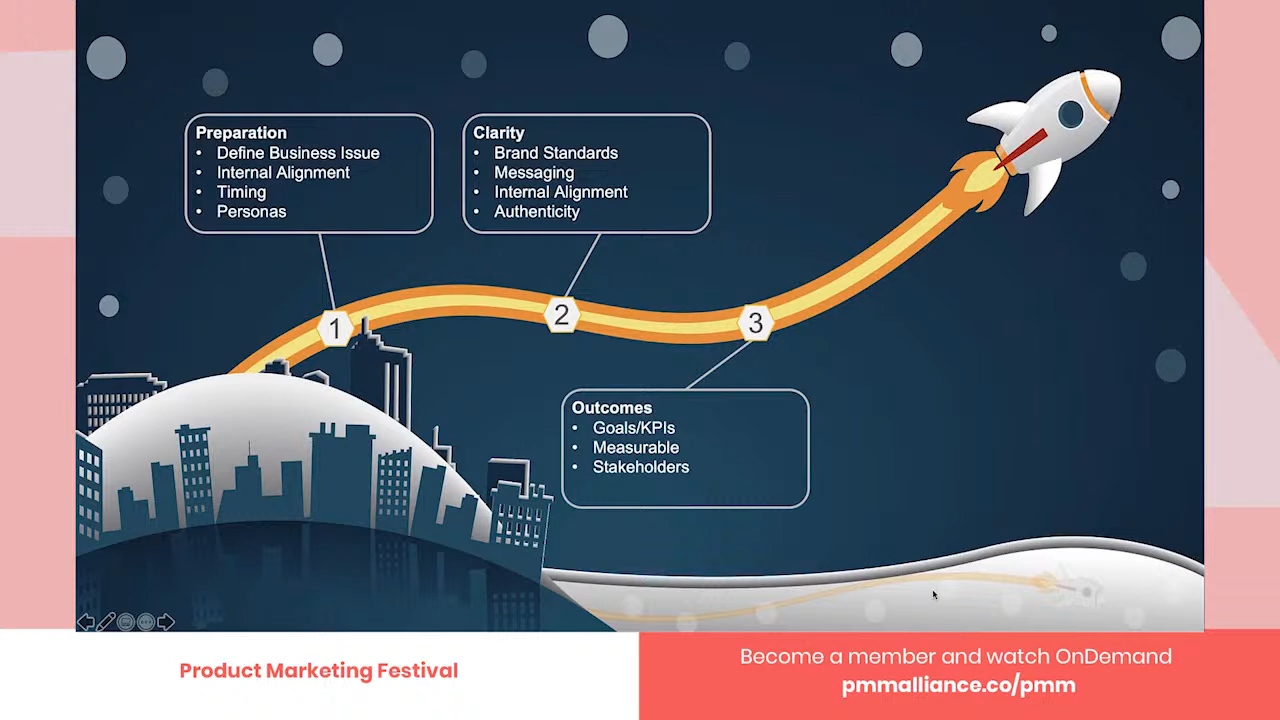 Preparation
• Define Business Issue
• Internal Alignment
• Timing
• Personas
Clarity
• Brand Standards
• Messaging
• Internal Alignment
• Authenticity
1
2
3
Outcomes
• Goals/KPIs
• Measurable
• Stakeholders
Product Marketing Festival
Become a member and watch OnDemand
pmmalliance.co/pmm